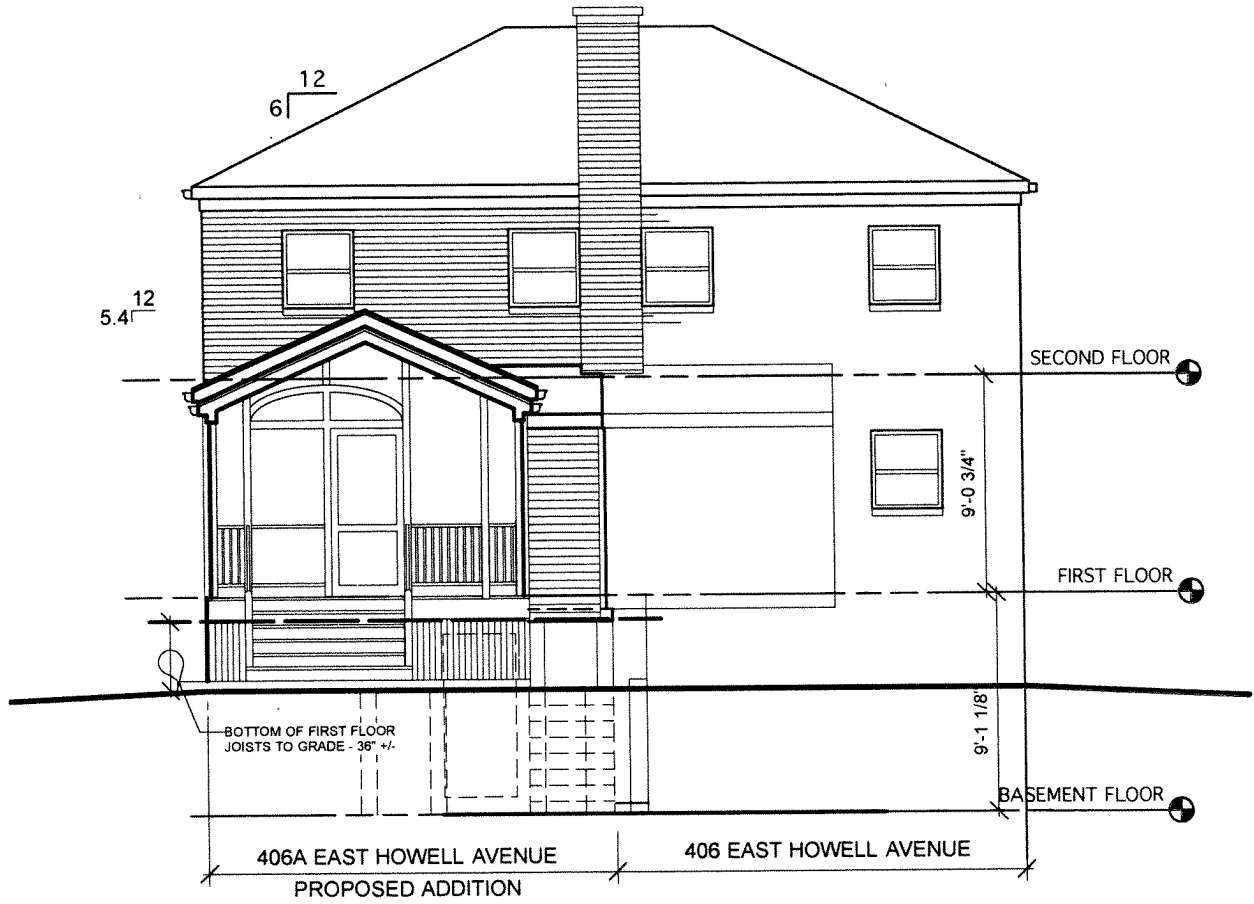 12
6
12
5.4
SECOND FLOOR
9'-0 3/4"
FIRST FLOOR
BOTTOM OF FIRST FLOOR
JOISTS TO GRADE - 36" +/-
9'-1 1/8"
BASEMENT FLOOR
406A EAST HOWELL AVENUE
PROPOSED ADDITION
406 EAST HOWELL AVENUE